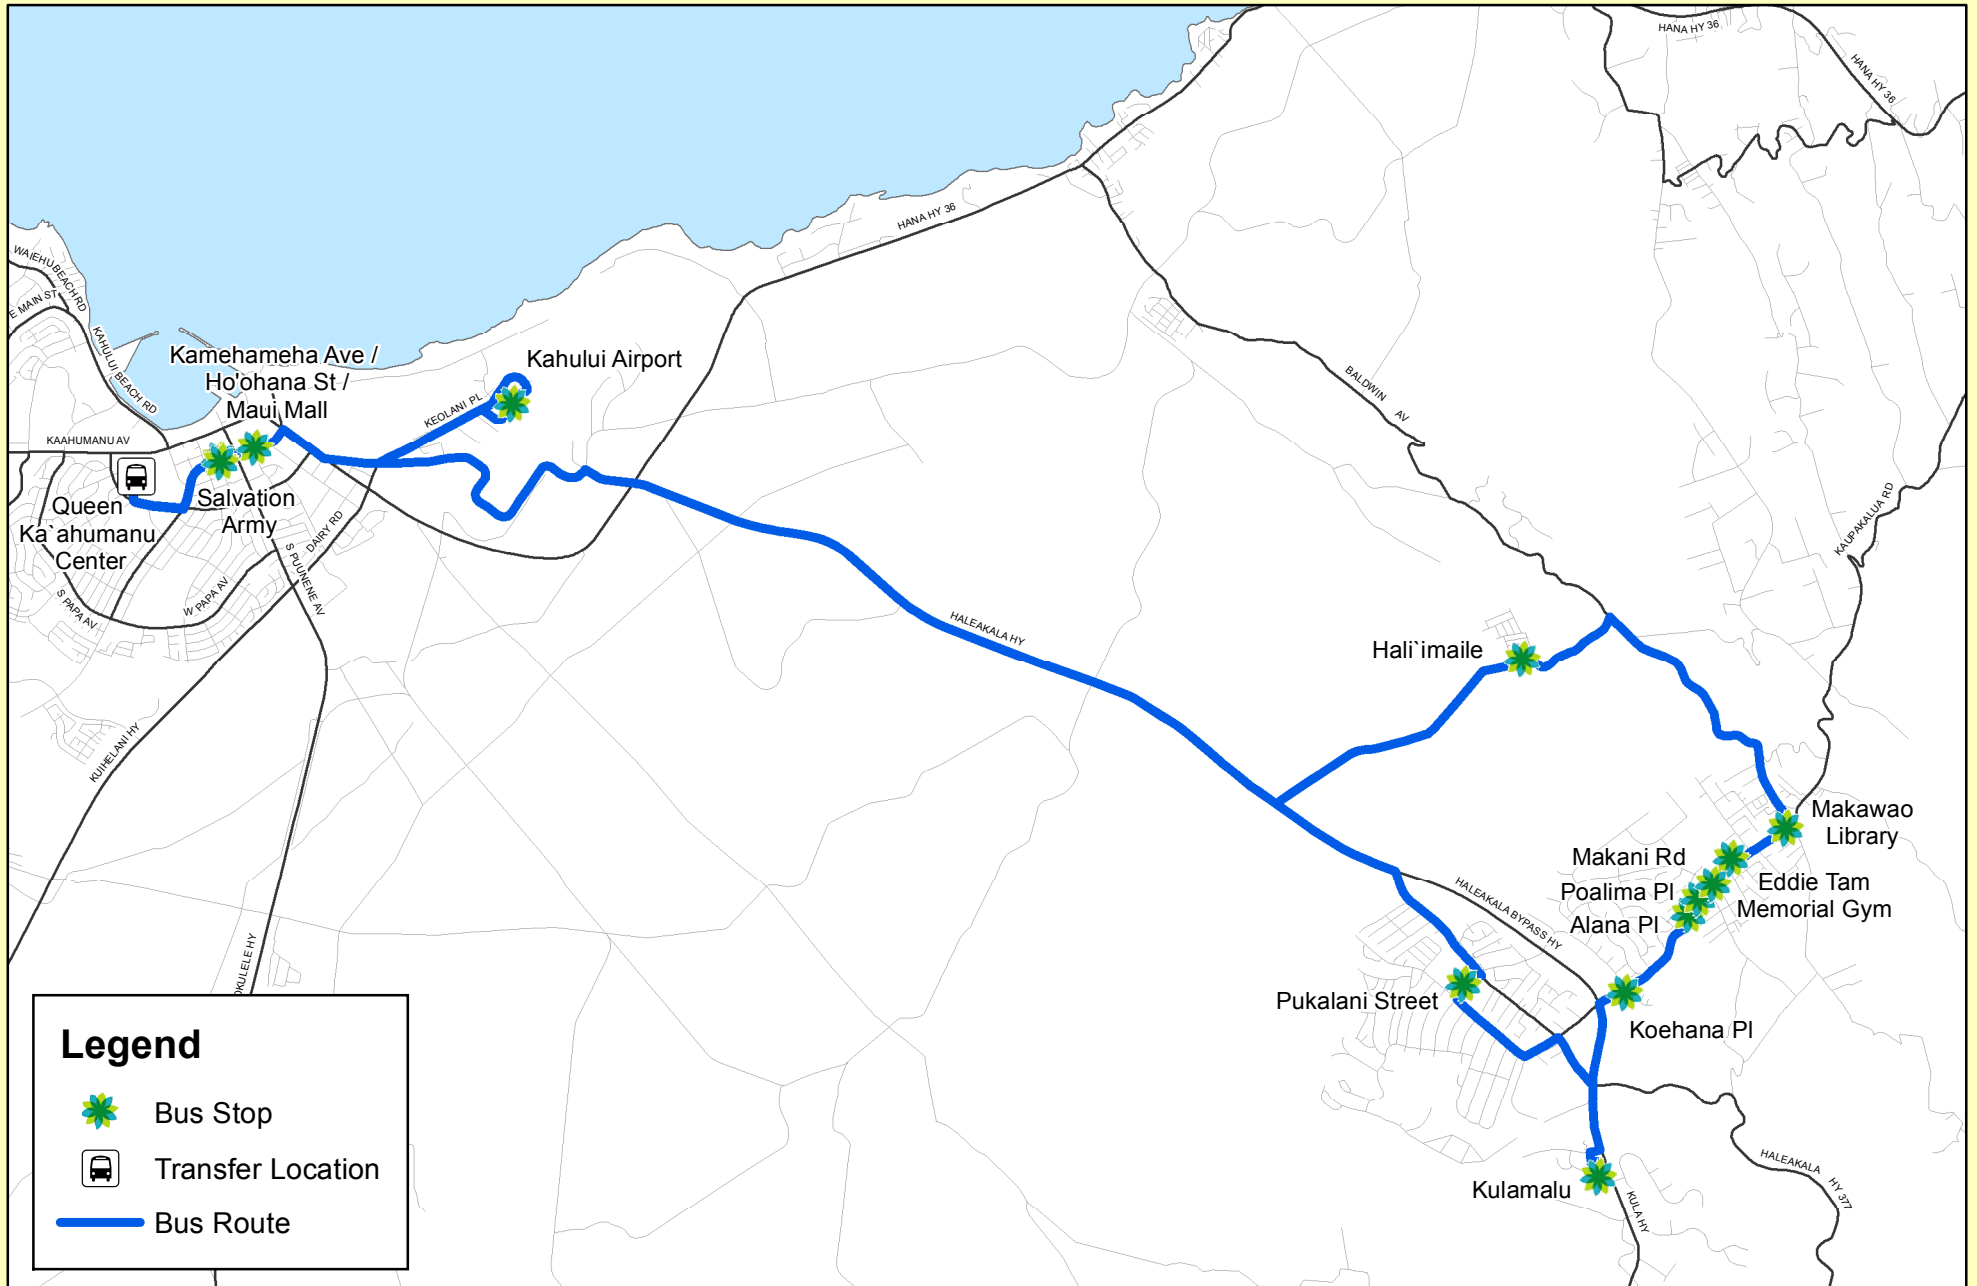 HANA HY 36
HANA HY 36
HANA HY 36
WAIEHU BEACH RD
E MAIN ST
KAHULUI BEACH RD
KAAHUMANU AV
Kamehameha Ave /
Ho'ohana St /
Maui Mall
Kahului Airport
KEOLANI PL
Queen
Ka`ahumanu
Center
Salvation
Army
DAIRY RD
S PUUNENE AV
W PAPA AV
S PAPA AV
KUIHELANI HY
OKULELE HY
HALEAKALA HY
BALDWIN AV
KAUPAKALUA RD
Hali`imaile
Makawao
Library
Makani Rd
Poalima Pl
Alana Pl
Eddie Tam
Memorial Gym
HALEAKALA BYPASS HY
Pukalani Street
Koehana Pl
Kulamalu
KULA HY
HALEAKALA HY 377
Legend
Bus Stop
Transfer Location
Bus Route